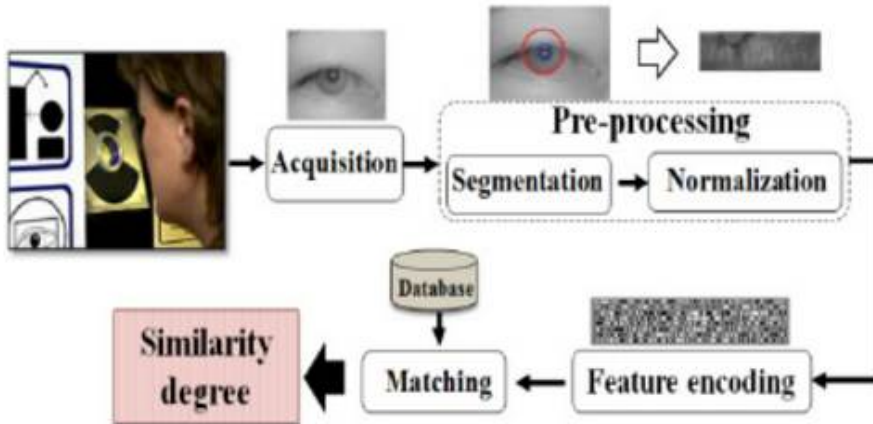 Pre-processing
Acquisition
Segmentation
Normalization
Database
Similarity
degree
Matching
Feature encoding